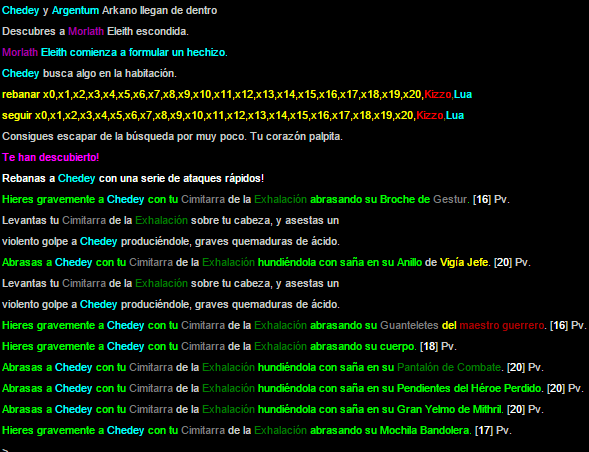 Chedey y Argentum Arkano llegan de dentro
Descubres a Morlath Eleith escondida.
Morlath Eleith comienza a formular un hechizo.
Chedey busca algo en la habitación.
rebanar x0,x1,x2,x3,x4,x5,x6,x7,x8,x9,x10,x11,x12,x13,x14,x15,x16,x17,x18,x19,x20,Kizzo,Lua
seguir x0,x1,x2,x3,x4,x5,x6,x7,x8,x9,x10,x11,x12,x13,x14,x15,x16,x17,x18,x19,x20,Kizzo,Lua
Consigues escapar de la búsqueda por muy poco. Tu corazón palpita.
Te han descubierto!
Rebanas a Chedey con una serie de ataques rápidos!
Hieres gravemente a Chedey con tu Cimitarra de la Exhalación abrasando su Broche de Gestur. [16] Pv.
Levantas tu Cimitarra de la Exhalación sobre tu cabeza, y asestas un
violento golpe a Chedey produciéndole, graves quemaduras de ácido.
Abrasas a Chedey con tu Cimitarra de la Exhalación hundiéndola con saña en su Anillo de Vigía Jefe. [20] Pv.
Levantas tu Cimitarra de la Exhalación sobre tu cabeza, y asestas un
violento golpe a Chedey produciéndole, graves quemaduras de ácido.
Hieres gravemente a Chedey con tu Cimitarra de la Exhalación abrasando su Guanteletes del maestro guerrero. [16] Pv.
Hieres gravemente a Chedey con tu Cimitarra de la Exhalación abrasando su cuerpo. [18] Pv.
Abrasas a Chedey con tu Cimitarra de la Exhalación hundiéndola con saña en su Pantalón de Combate. [20] Pv.
Abrasas a Chedey con tu Cimitarra de la Exhalación hundiéndola con saña en su Pendientes del Héroe Perdido. [20] Pv.
Abrasas a Chedey con tu Cimitarra de la Exhalación hundiéndola con saña en su Gran Yelmo de Mithril. [20] Pv.
Hieres gravemente a Chedey con tu Cimitarra de la Exhalación abrasando su Mochila Bandolera. [17] Pv.
>